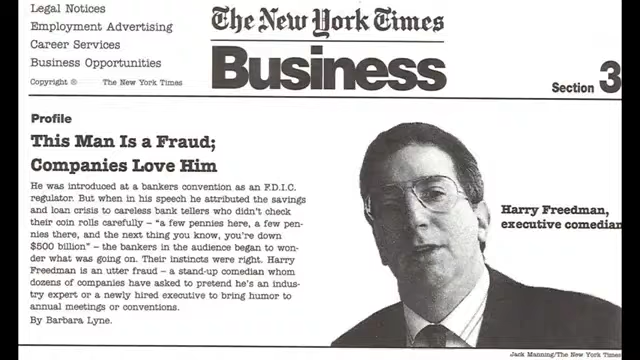 Legal Notices
Employment Advertising
Career Services
Business Opportunities
Copyright © The New York Times
The New York Times
Business
Section 3
Profile
This Man Is a Fraud;
Companies Love Him
He was introduced at a bankers convention as an F.D.I.C.
regulator. But when in his speech he attributed the savings
and loan crisis to careless bank tellers who didn't check
their coin rolls carefully – "a few pennies here, a few pen-
nies there, and the next thing you know, you're down
$500 billion" – the bankers in the audience began to won-
der what was going on. Their instincts were right. Harry
Freedman is an utter fraud – a stand-up comedian whom
dozens of companies have asked to pretend he's an indus-
try expert or a newly hired executive to bring humor to
annual meetings or conventions.
By Barbara Lyne.
Harry Freedman,
executive comedian
Jack Manning/The New York Times